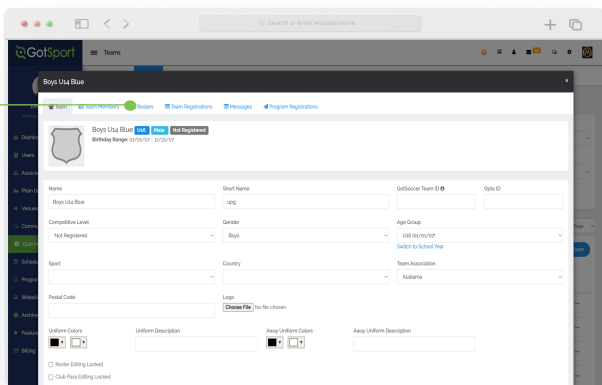 Search or enter website name
GotSport Teams
Boys U14 Blue x
Team Team Members Rosters Team Registrations Messages Program Registrations
Boys U14 Blue U16 Male Not Registered
Birthday Range: 01/01/07 - 12/31/07
Name Short Name GotSoccer Team ID Opta ID
Boys U14 Blue upg
Competitive Level Gender Age Group
Not Registered Boys U16 (01/01/07)
Switch to School Year
Sport Country Team Association
Alabama
Postal Code Logo
Choose File No file chosen
Uniform Colors Uniform Description Away Uniform Colors Away Uniform Description
Roster Editing Locked
Club Pass Editing Locked
Users
Venues
Billing